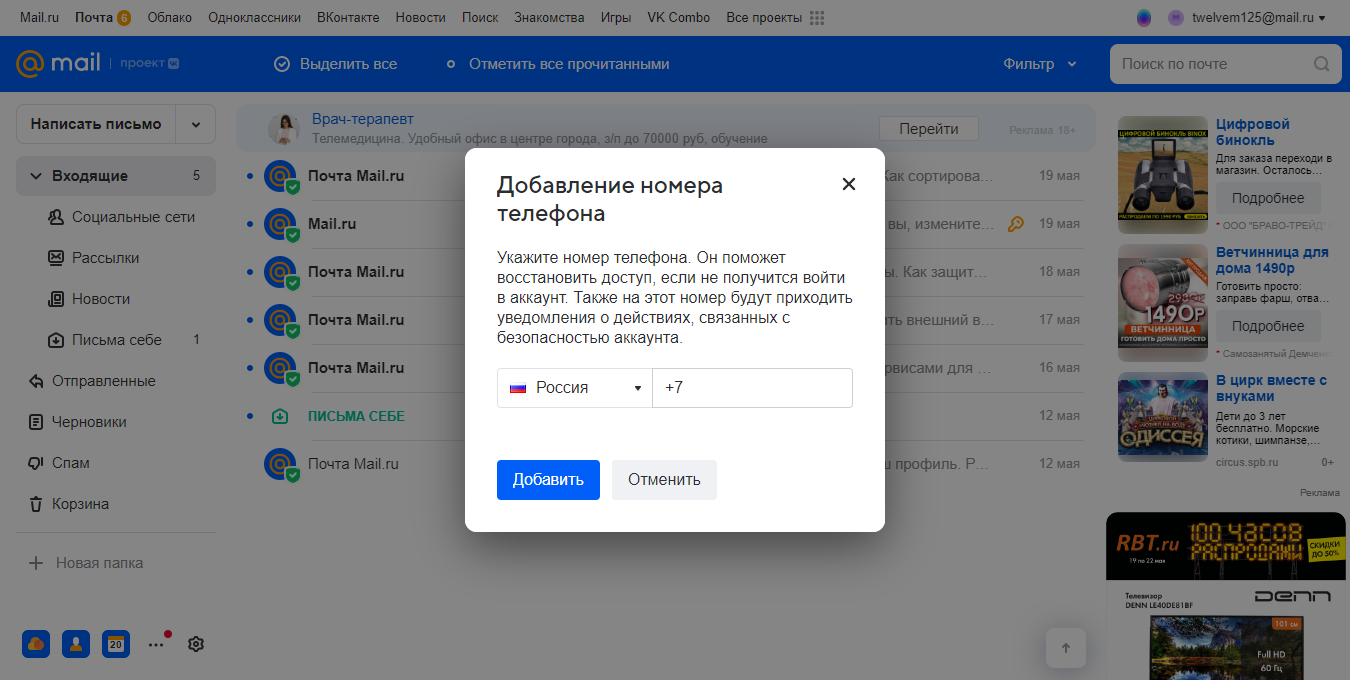 Mail.ru Почта 6 Облако Одноклассники ВКонтакте Новости Поиск Знакомства Игры VK Combo Все проекты twelvem125@mail.ru
@mail проект Выделить все Отметить все прочитанными Фильтр Поиск по почте
Написать письмо
Входящие 5
Социальные сети
Рассылки
Новости
Письма себе 1
Отправленные
Черновики
Спам
Корзина
Новая папка
20
Врач-терапевт
Телемедицина. Удобный офис в центре города, з/п до 70000 руб, обучение
Перейти
Реклама 18+
Почта Mail.ru Как сортирова... 19 мая
Mail.ru вы, измените... 19 мая
Почта Mail.ru ы. Как защит... 18 мая
Почта Mail.ru ить внешний в... 17 мая
Почта Mail.ru рвисами для ... 16 мая
ПИСЬМА СЕБЕ 12 мая
Почта Mail.ru ш профиль. Р... 12 мая
Добавление номера
телефона
Укажите номер телефона. Он поможет
восстановить доступ, если не получится войти
в аккаунт. Также на этот номер будут приходить
уведомления о действиях, связанных с
безопасностью аккаунта.
Россия +7
Добавить Отменить
ЦИФРОВОЙ БИНОКЛЬ BINOX
РАСПРОДАЕМ ПО 1990 РУБ
Цифровой
бинокль
Для заказа переходи в
магазин. Осталось...
Подробнее
* ООО "БРАВО-ТРЕЙД"
1490Р
ВЕТЧИННИЦА
ГОТОВИТЬ ДОМА ПРОСТО
Ветчинница для
дома 1490р
Готовить просто:
заправь фарш, отва...
Подробнее
* Самозанятый Демчен
ОДИССЕЯ
В цирк вместе с
внуками
Дети до 3 лет
бесплатно. Морские
котики, шимпанзе,...
circus.spb.ru 0+
Реклама
RBT.ru
19 по 22 мая
100 ЧАСОВ
РАСПРОДАЖИ
СКИДКИ
ДО 50%
Телевизор
DENN LE40DE81BF
DENN
101 см
Full HD
60 Гц